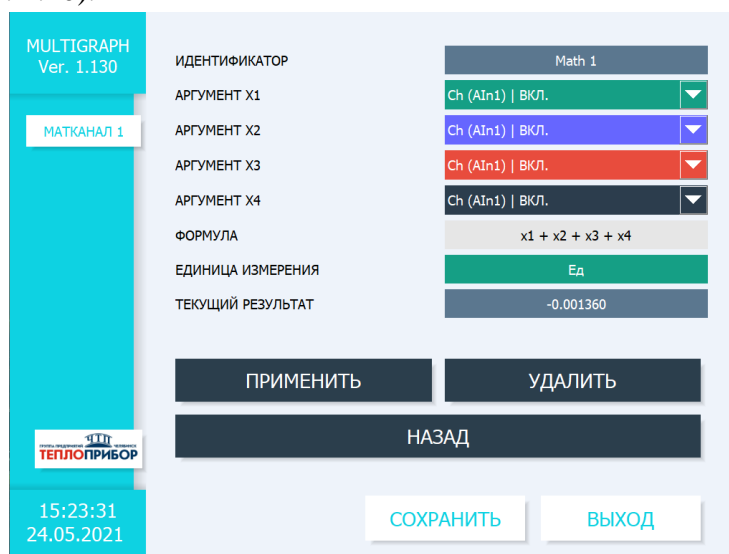 MULTIGRAPH
Ver. 1.130
МАТКАНАЛ 1
ИДЕНТИФИКАТОР Math 1
АРГУМЕНТ X1 Ch (AIn1) | ВКЛ.
АРГУМЕНТ X2 Ch (AIn1) | ВКЛ.
АРГУМЕНТ X3 Ch (AIn1) | ВКЛ.
АРГУМЕНТ X4 Ch (AIn1) | ВКЛ.
ФОРМУЛА x1 + x2 + x3 + x4
ЕДИНИЦА ИЗМЕРЕНИЯ Ед
ТЕКУЩИЙ РЕЗУЛЬТАТ -0.001360
ПРИМЕНИТЬ УДАЛИТЬ
НАЗАД
ТЕПЛОПРИБОР
15:23:31
24.05.2021
СОХРАНИТЬ ВЫХОД